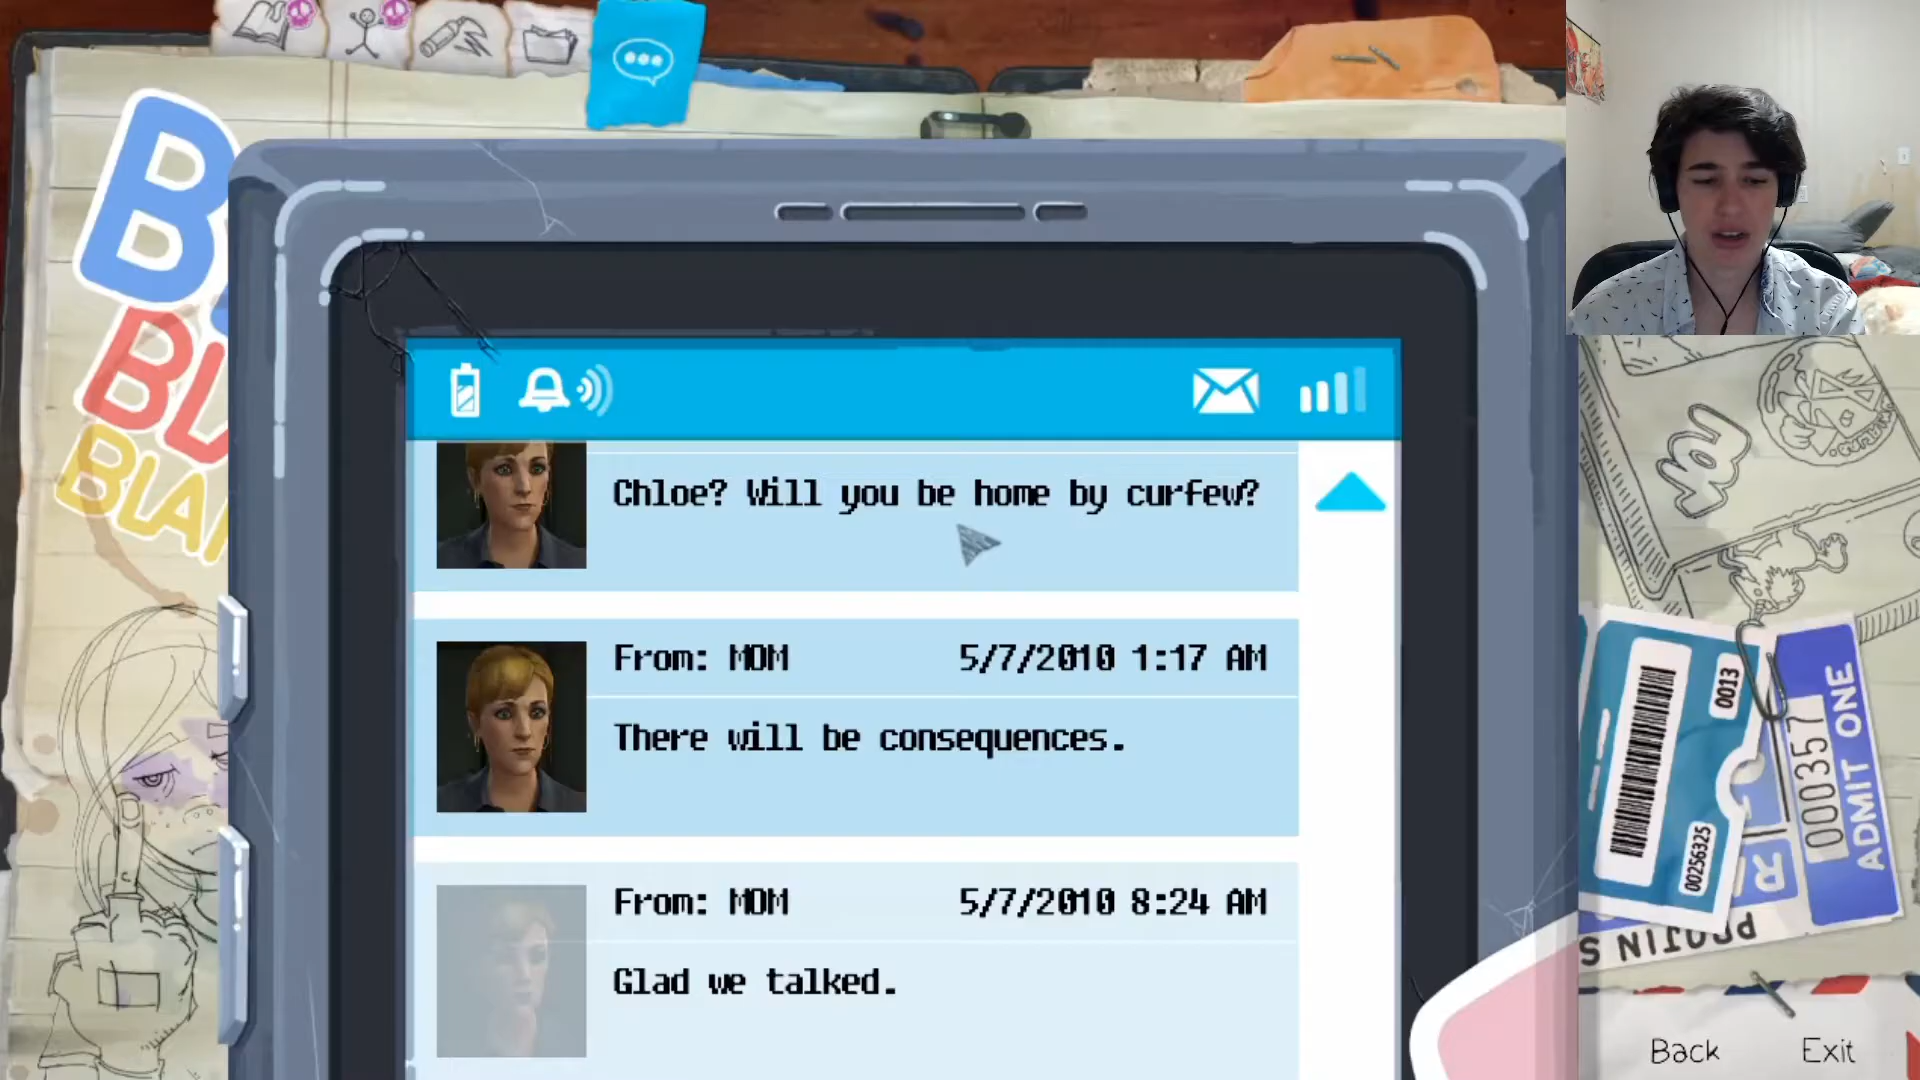 Chloe? Will you be home by curfew?
From: MOM 5/7/2010 1:17 AM
There will be consequences.
From: MOM 5/7/2010 8:24 AM
Glad we talked.
0013
00256325
000357
ADMIT ONE
Back Exit